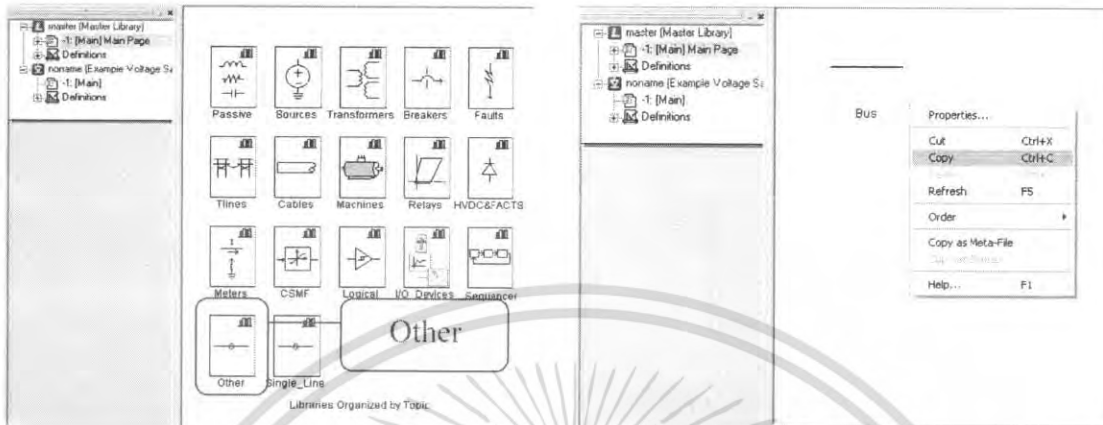 master (Master Library)
-1: [Main] Main Page
Definitions
noname (Example Voltage Sa
-1: [Main]
Definitions
Passive Sources Transformers Breakers Faults
Tlines Cables Machines Relays HVDC&FACTS
Meters CSMF Logical I/O_Devices Sequencer
Other Single_Line
Other
Libraries Organized by Topic
master (Master Library)
-1: [Main] Main Page
Definitions
noname (Example Voltage Sa
-1: [Main]
Definitions
Bus
Properties...
Cut Ctrl+X
Copy Ctrl+C
Refresh F5
Order
Copy as Meta-File
Help... F1